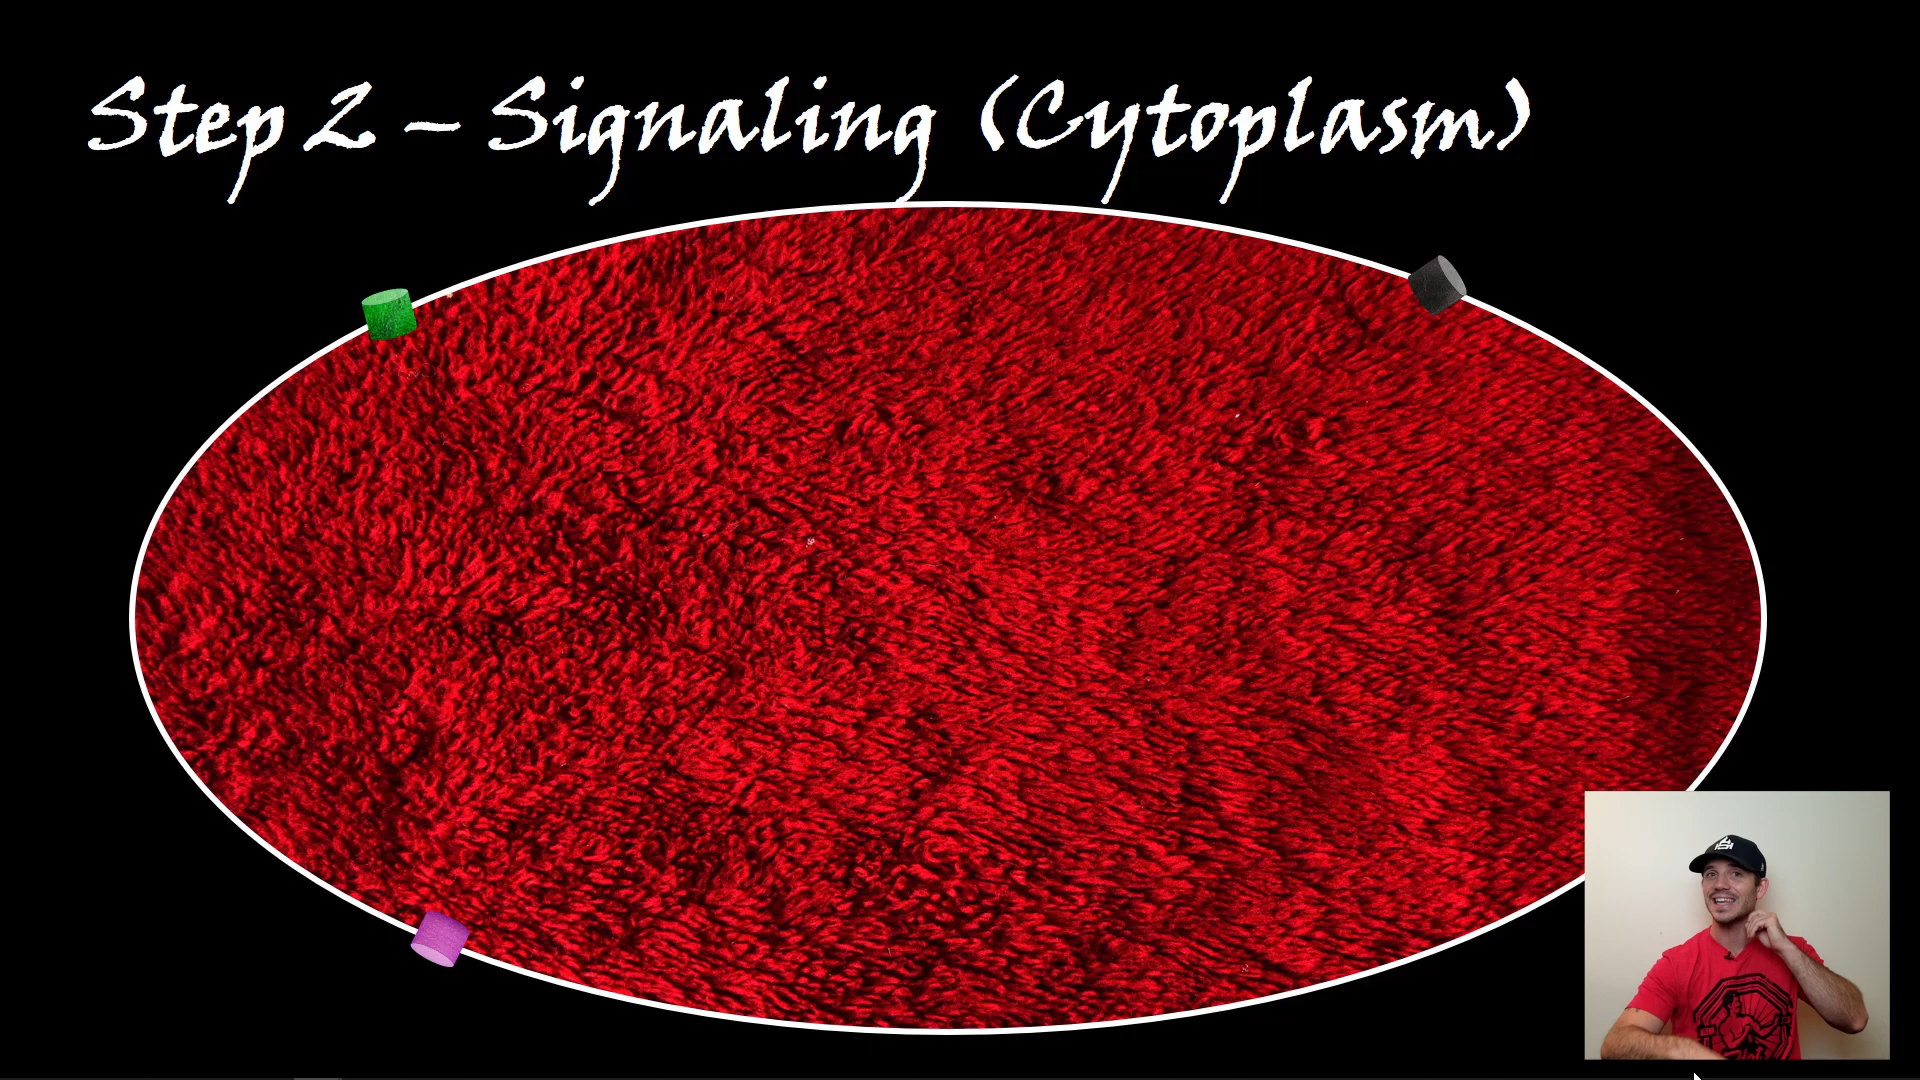 Step 2 – Signaling (Cytoplasm)